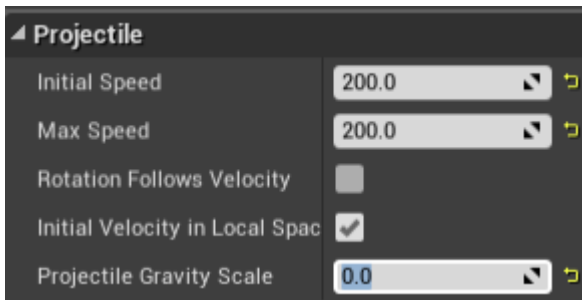 Projectile
Initial Speed 200.0
Max Speed 200.0
Rotation Follows Velocity
Initial Velocity in Local Spac
Projectile Gravity Scale 0.0